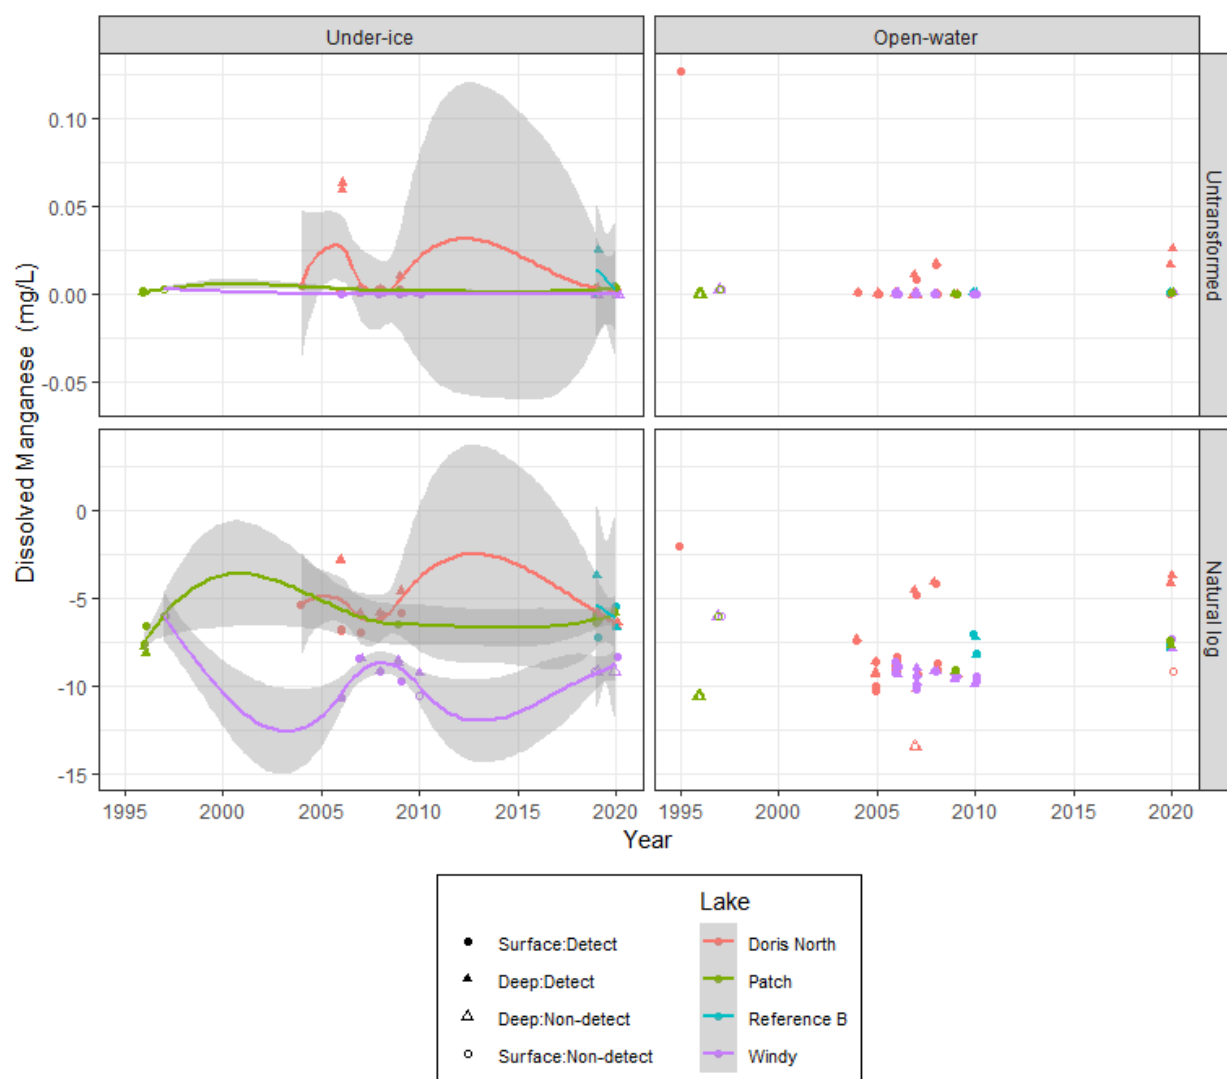 Under-ice
Open-water
Dissolved Manganese (mg/L)
0.10
0.05
0.00
-0.05
Untransformed
0
-5
-10
-15
Natural log
1995 2000 2005 2010 2015 2020
1995 2000 2005 2010 2015 2020
Year
Surface:Detect
Deep:Detect
Deep:Non-detect
Surface:Non-detect
Lake
Doris North
Patch
Reference B
Windy